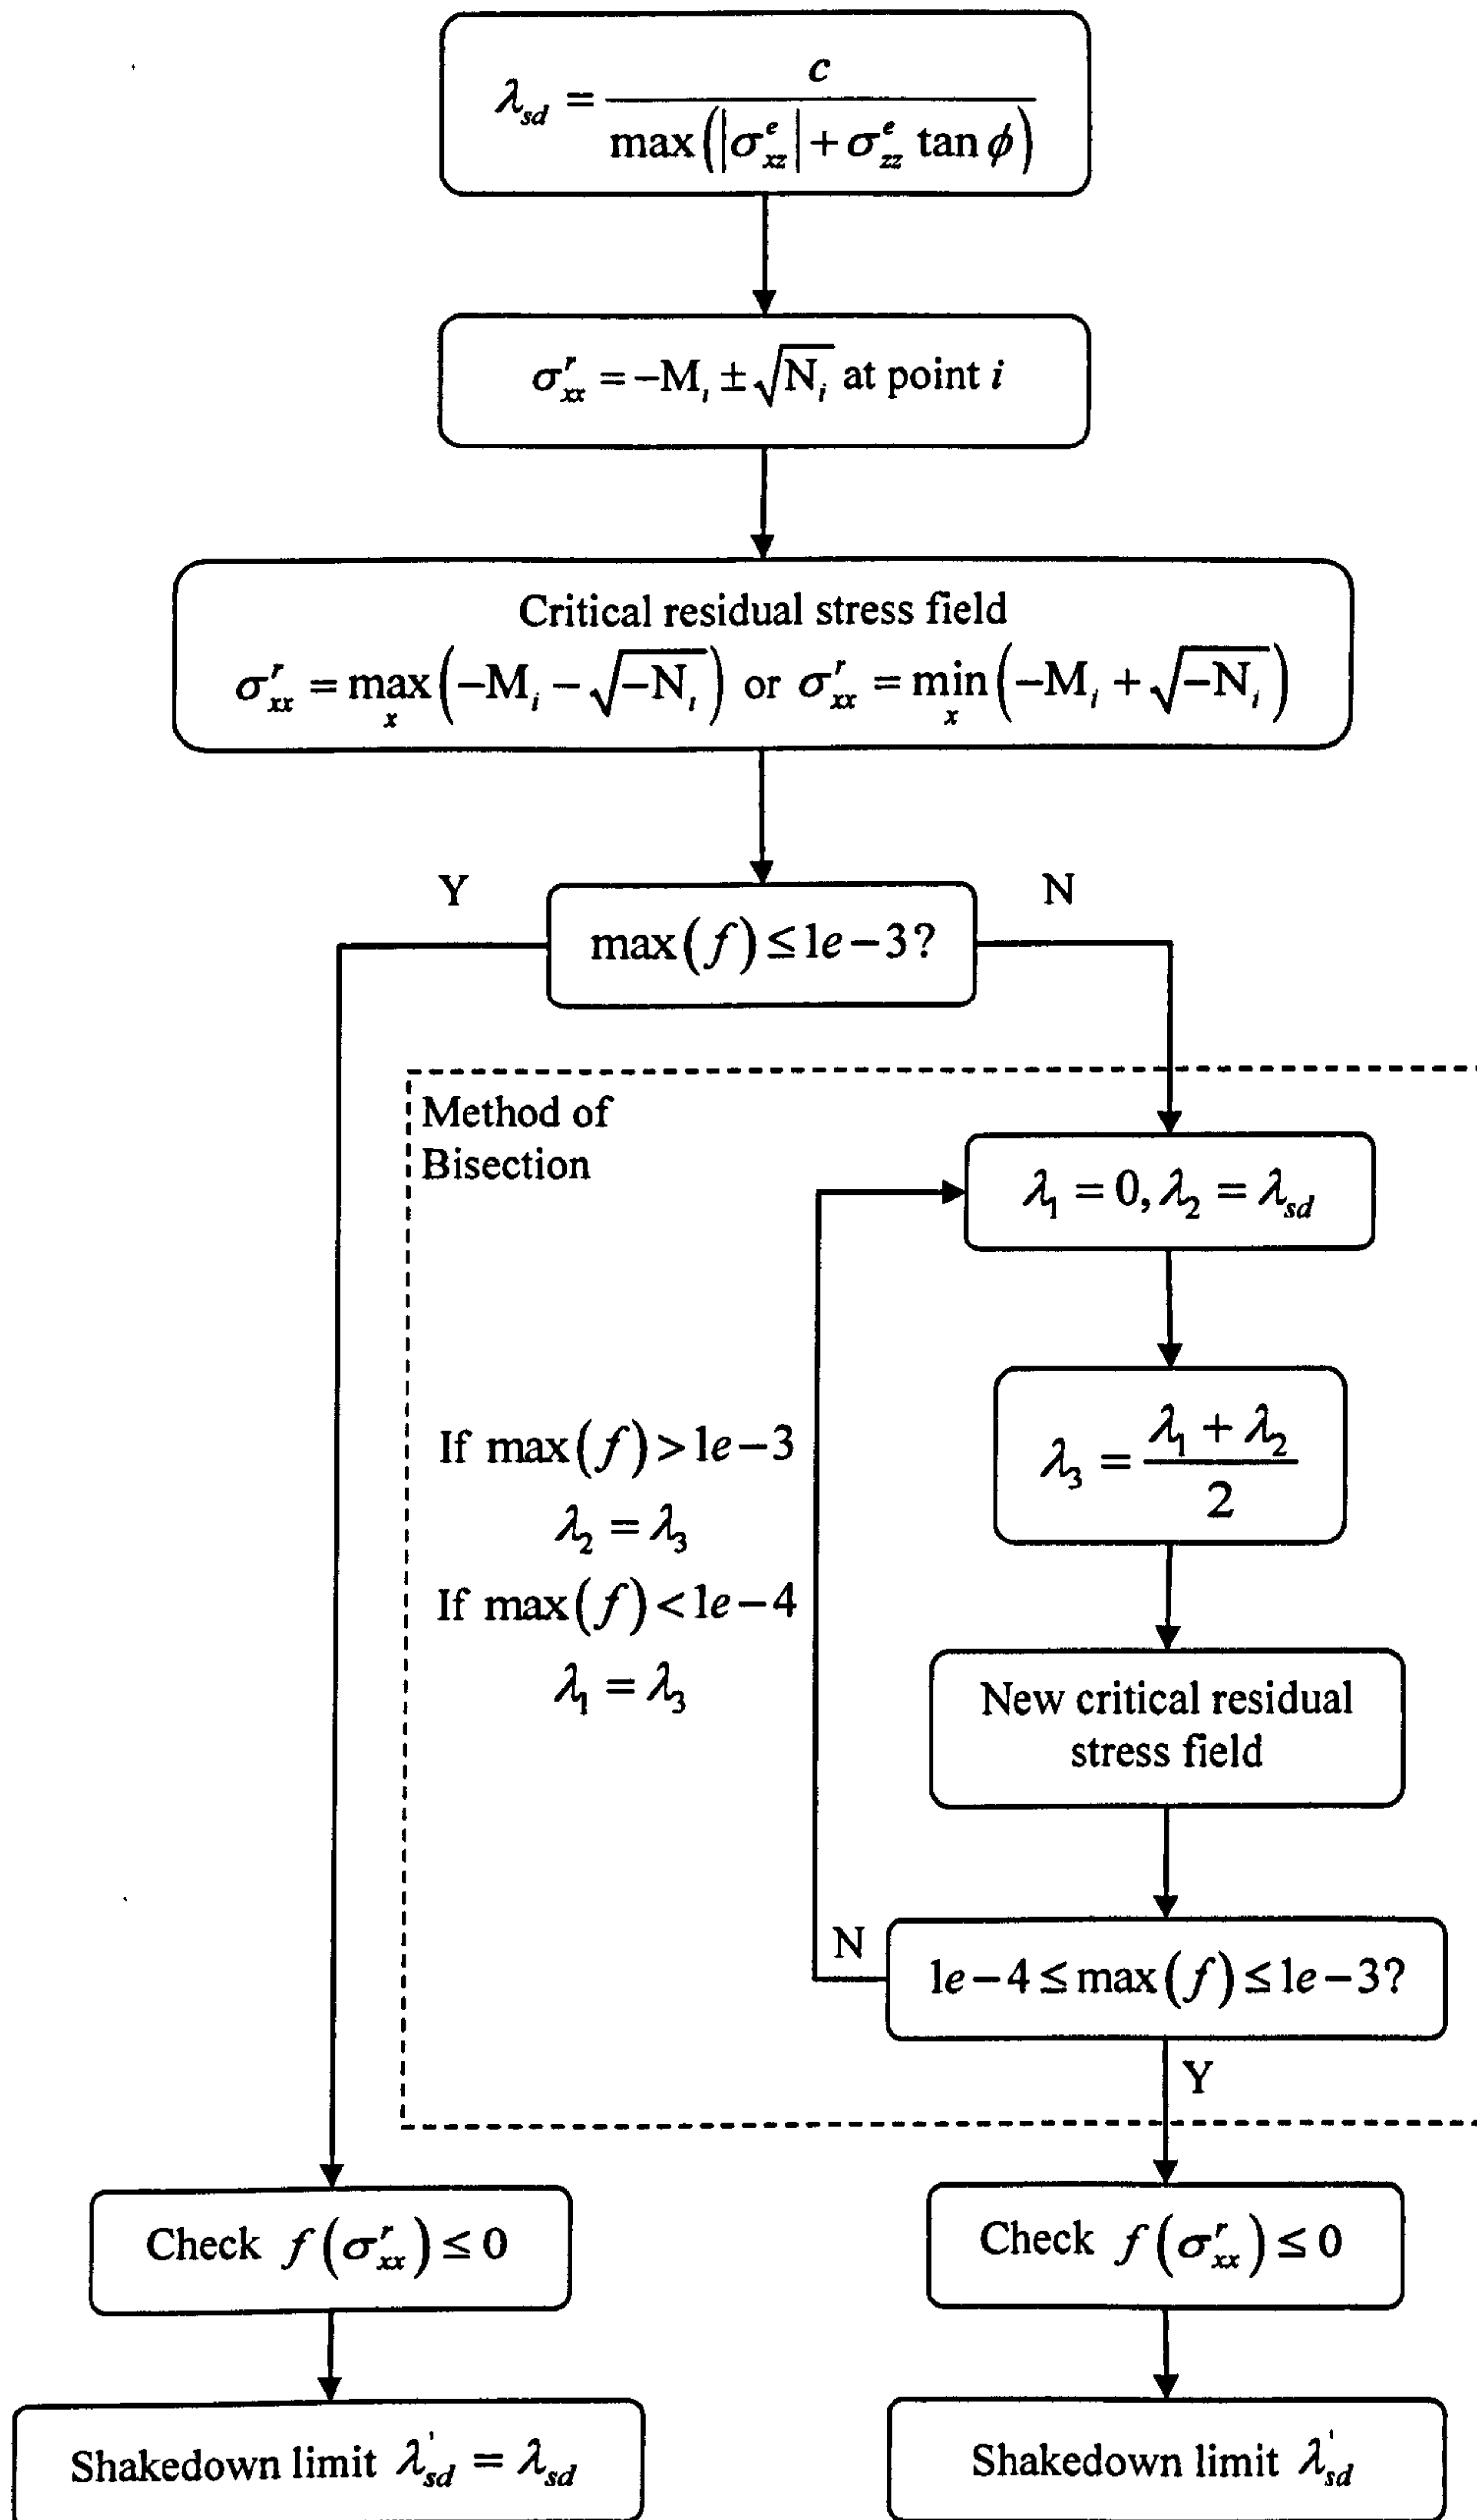 λ_sd = c / max(|σ^e_xz| + σ^e_zz tan ϕ)
σ^r_xx = −M_i ± √N_i at point i
Critical residual stress field
σ^r_xx = max_x(−M_i − √−N_i) or σ^r_xx = min_x(−M_i + √−N_i)
Y
N
max(f) ≤ 1e−3?
Method of
Bisection
λ_1 = 0, λ_2 = λ_sd
λ_3 = (λ_1 + λ_2) / 2
If max(f) > 1e−3
λ_2 = λ_3
If max(f) < 1e−4
λ_1 = λ_3
New critical residual
stress field
N
1e−4 ≤ max(f) ≤ 1e−3?
Y
Check f(σ^r_xx) ≤ 0
Check f(σ^r_xx) ≤ 0
Shakedown limit λ'_sd = λ_sd
Shakedown limit λ'_sd